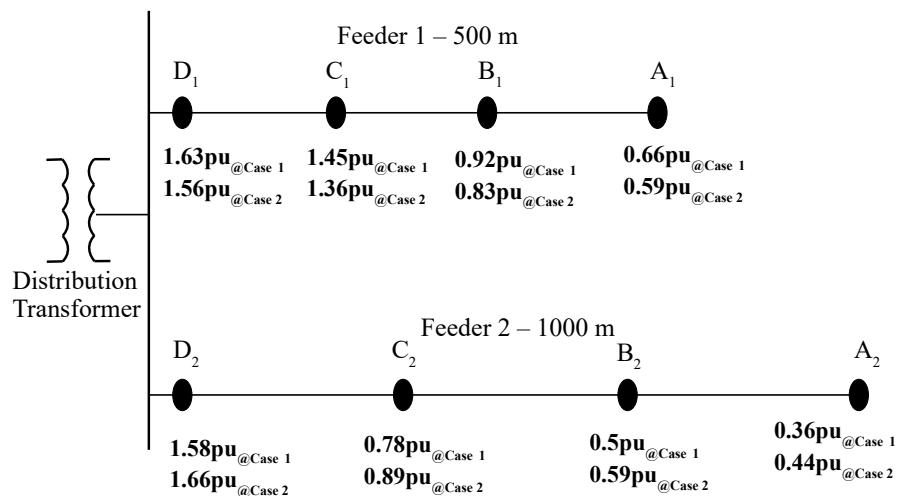 Feeder 1 – 500 m
D1 C1 B1 A1
1.63pu@Case 1 1.45pu@Case 1 0.92pu@Case 1 0.66pu@Case 1
1.56pu@Case 2 1.36pu@Case 2 0.83pu@Case 2 0.59pu@Case 2
Distribution
Transformer
Feeder 2 – 1000 m
D2 C2 B2 A2
1.58pu@Case 1 0.78pu@Case 1 0.5pu@Case 1 0.36pu@Case 1
1.66pu@Case 2 0.89pu@Case 2 0.59pu@Case 2 0.44pu@Case 2